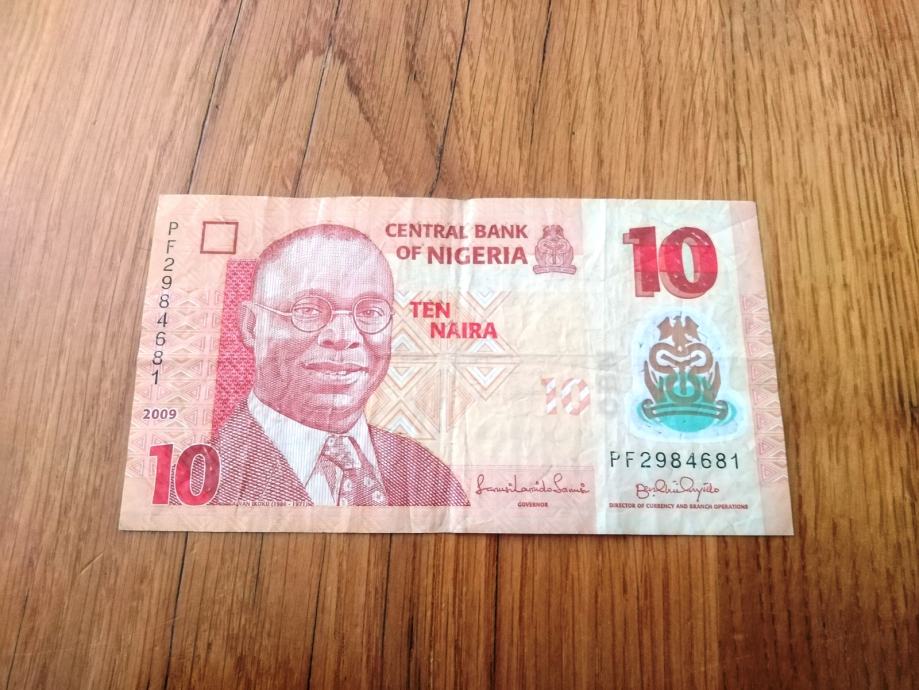 PF2984681
CENTRAL BANK
OF NIGERIA
TEN
NAIRA
10
10
2009
10
PF2984681
GOVERNOR
DIRECTOR OF CURRENCY AND BRANCH OPERATIONS